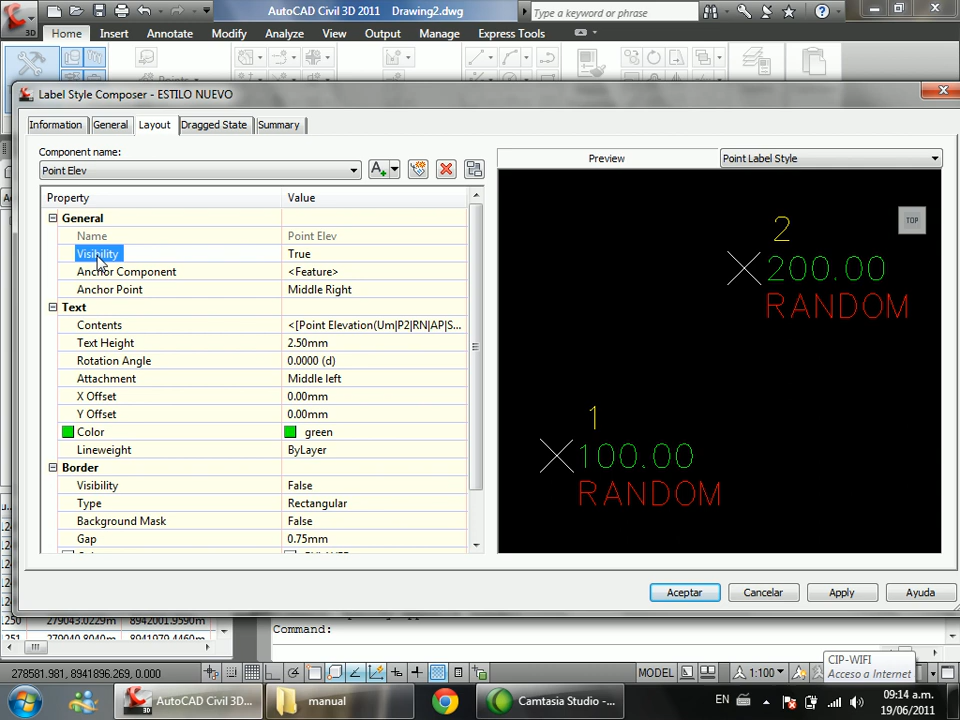 AutoCAD Civil 3D 2011 Drawing2.dwg
Type a keyword or phrase
3D
Home Insert Annotate Modify Analyze View Output Manage Express Tools
Label Style Composer - ESTILO NUEVO
Information General Layout Dragged State Summary
Component name:
Point Elev
Preview
Point Label Style
Property Value
General
Name Point Elev
Visibility True
Anchor Component <Feature>
Anchor Point Middle Right
Text
Contents <[Point Elevation(Um|P2|RN|AP|S...
Text Height 2.50mm
Rotation Angle 0.0000 (d)
Attachment Middle left
X Offset 0.00mm
Y Offset 0.00mm
Color green
Lineweight ByLayer
Border
Visibility False
Type Rectangular
Background Mask False
Gap 0.75mm
TOP
2
200.00
RANDOM
1
100.00
RANDOM
Aceptar Cancelar Apply Ayuda
.250 279043.0229m 8942001.9590m
Command:
278581.981, 8941896.269, 0.000
MODEL
1:100
CIP-WIFI
Acceso a Internet
AutoCAD Civil 3D...
manual
Camtasia Studio -...
EN
09:14 a.m.
19/06/2011